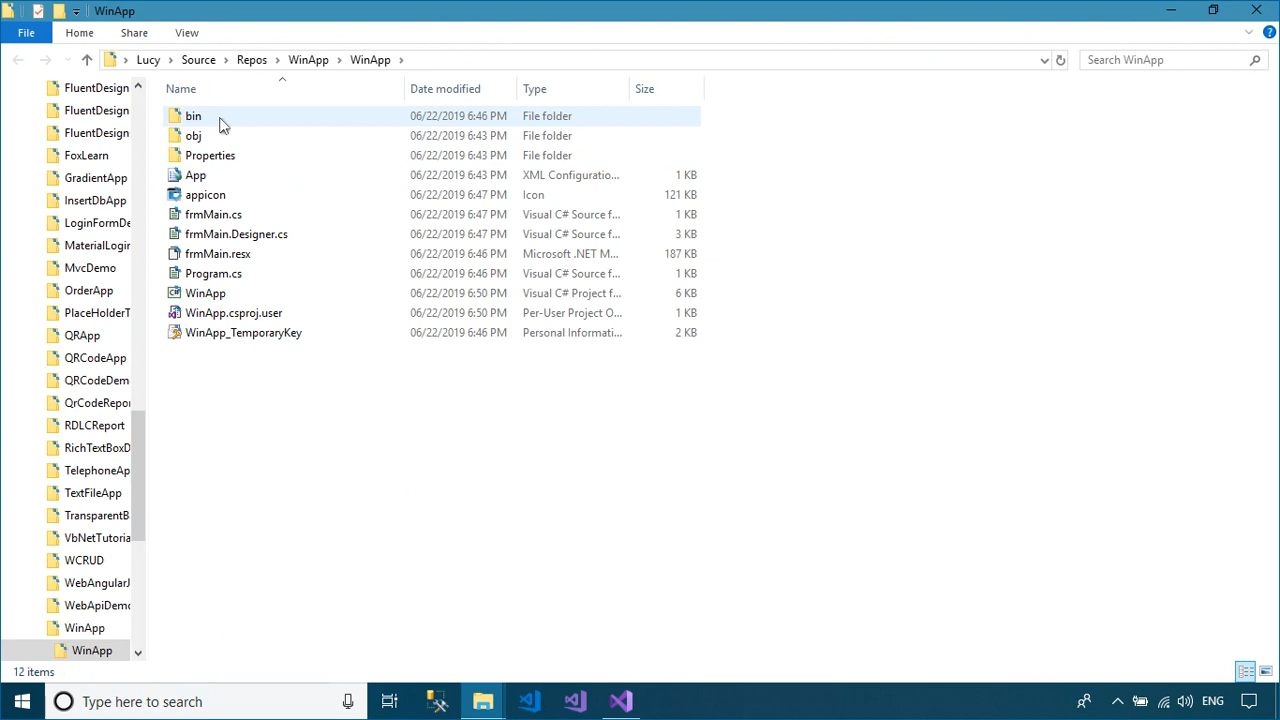 WinApp
File Home Share View
Lucy Source Repos WinApp WinApp Search WinApp
Name Date modified Type Size
bin 06/22/2019 6:46 PM File folder
obj 06/22/2019 6:43 PM File folder
Properties 06/22/2019 6:43 PM File folder
App 06/22/2019 6:43 PM XML Configuratio... 1 KB
appicon 06/22/2019 6:47 PM Icon 121 KB
frmMain.cs 06/22/2019 6:47 PM Visual C# Source f... 1 KB
frmMain.Designer.cs 06/22/2019 6:47 PM Visual C# Source f... 3 KB
frmMain.resx 06/22/2019 6:46 PM Microsoft .NET M... 187 KB
Program.cs 06/22/2019 6:46 PM Visual C# Source f... 1 KB
WinApp 06/22/2019 6:50 PM Visual C# Project f... 6 KB
WinApp.csproj.user 06/22/2019 6:50 PM Per-User Project O... 1 KB
WinApp_TemporaryKey 06/22/2019 6:46 PM Personal Informati... 2 KB
FluentDesign
FluentDesign
FluentDesign
FoxLearn
GradientApp
InsertDbApp
LoginFormDe
MaterialLogin
MvcDemo
OrderApp
PlaceHolderT
QRApp
QRCodeApp
QRCodeDem
QrCodeRepor
RDLCReport
RichTextBoxD
TelephoneAp
TextFileApp
TransparentB
VbNetTutoria
WCRUD
WebAngularJ
WebApiDemo
WinApp
WinApp
12 items
Type here to search ENG